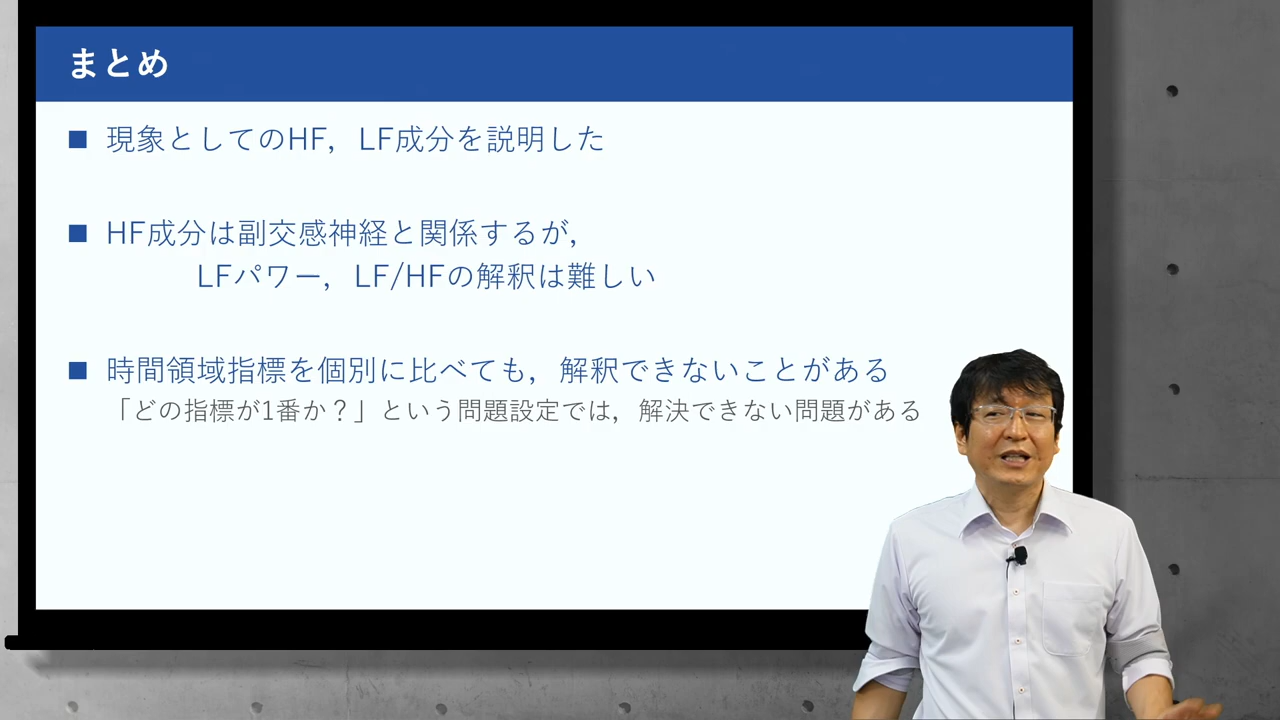 まとめ
■ 現象としてのHF，LF成分を説明した
■ HF成分は副交感神経と関係するが，
LFパワー，LF/HFの解釈は難しい
■ 時間領域指標を個別に比べても，解釈できないことがある
「どの指標が1番か？」という問題設定では，解決できない問題がある